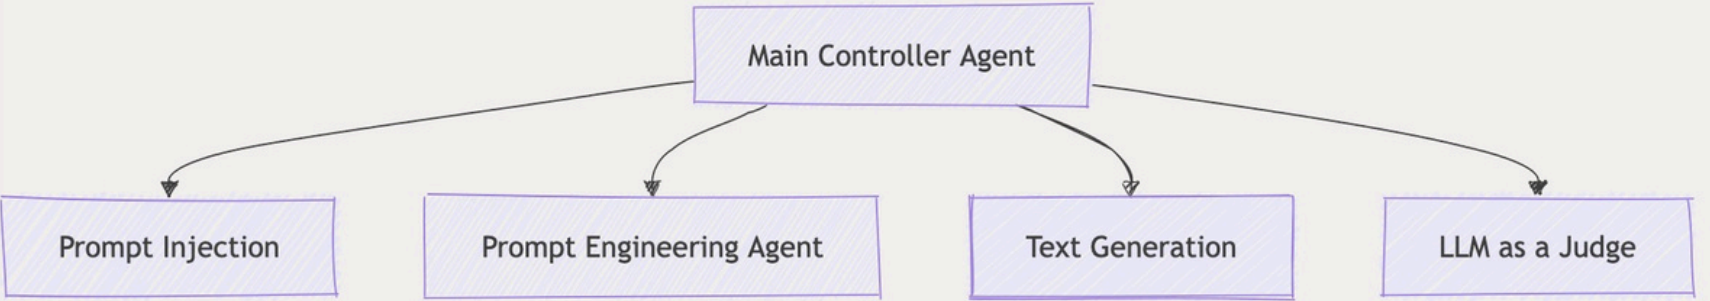 Main Controller Agent
Prompt Injection
Prompt Engineering Agent
Text Generation
LLM as a Judge